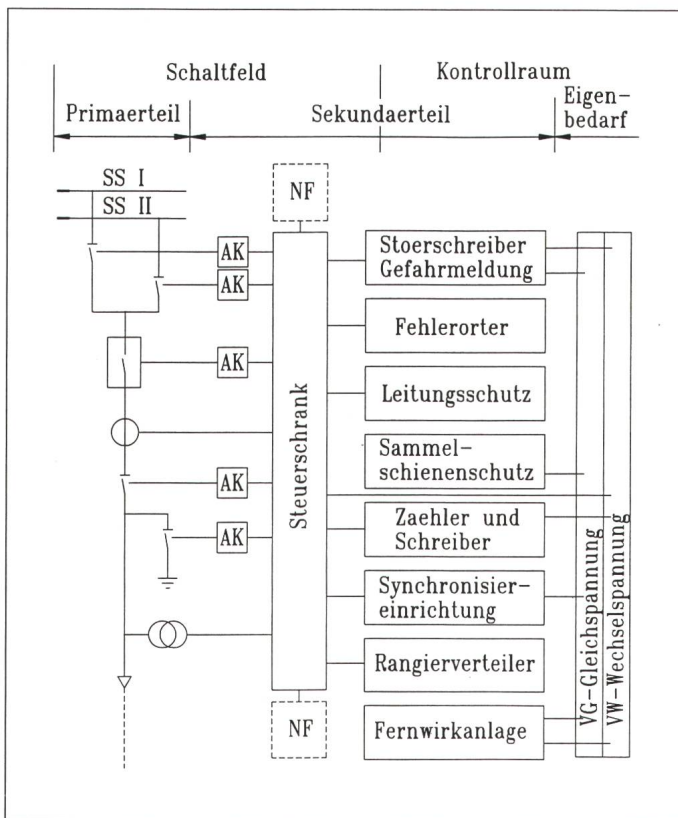 Schaltfeld
Kontrollraum
Primaerteil
Sekundaerteil
Eigen-
bedarf
SS I
SS II
NF
AK
AK
AK
AK
AK
Steuerschrank
NF
Stoerschreiber
Gefahrmeldung
Fehlerorter
Leitungsschutz
Sammel-
schienenschutz
Zaehler und
Schreiber
Synchronisier-
einrichtung
Rangierverteiler
Fernwirkanlage
VG-Gleichspannung
VW-Wechselspannung